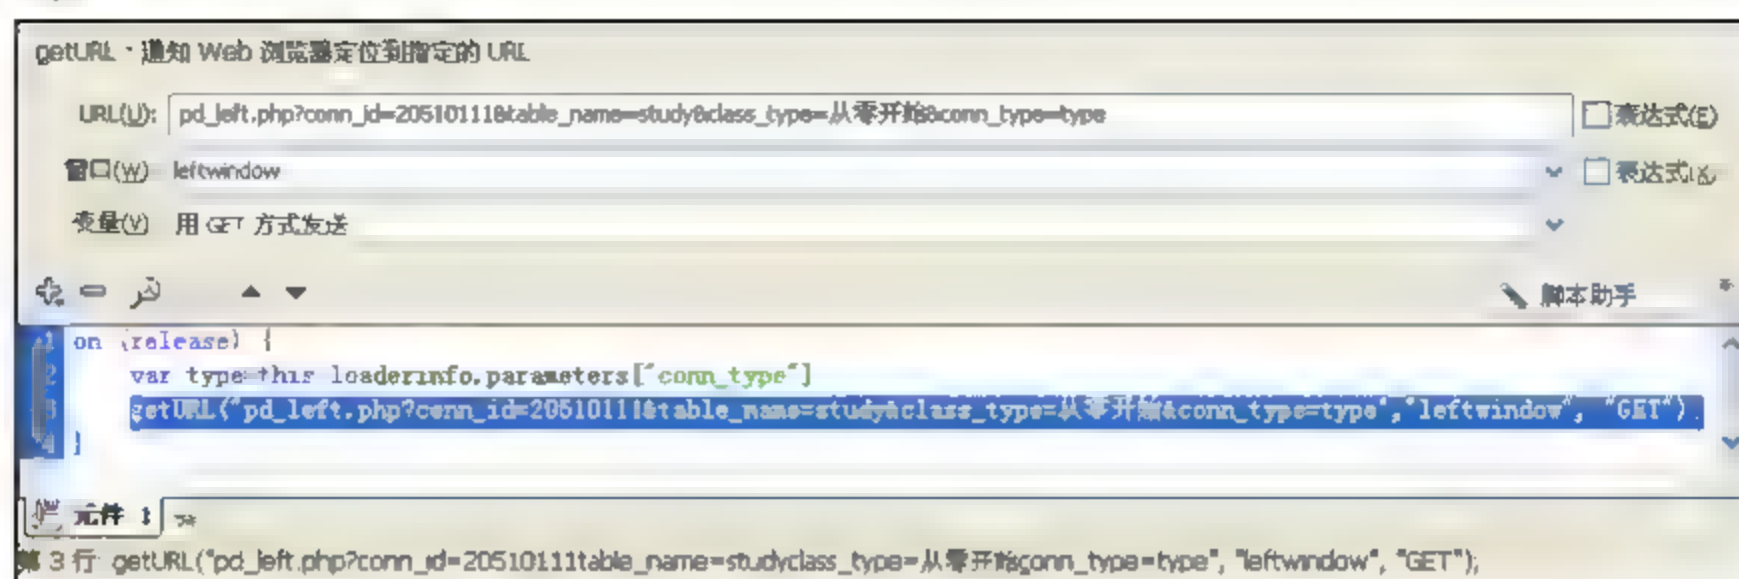 getURL : 通知 Web 浏览器定位到指定的 URL
URL(U): pd_left.php?conn_id=20510111&table_name=study&class_type=从零开始&conn_type=type 表达式(E)
窗口(W) leftwindow 表达式(X)
变量(V) 用 GET 方式发送
脚本助手
1 on (release) {
2 var type=this.loaderinfo.parameters["conn_type"]
3 getURL("pd_left.php?conn_id=20510111&table_name=study&class_type=从零开始&conn_type=type","leftwindow", "GET");
4 }
元件 1
第 3 行: getURL("pd_left.php?conn_id=20510111table_name=studyclass_type=从零开始conn_type=type", "leftwindow", "GET");